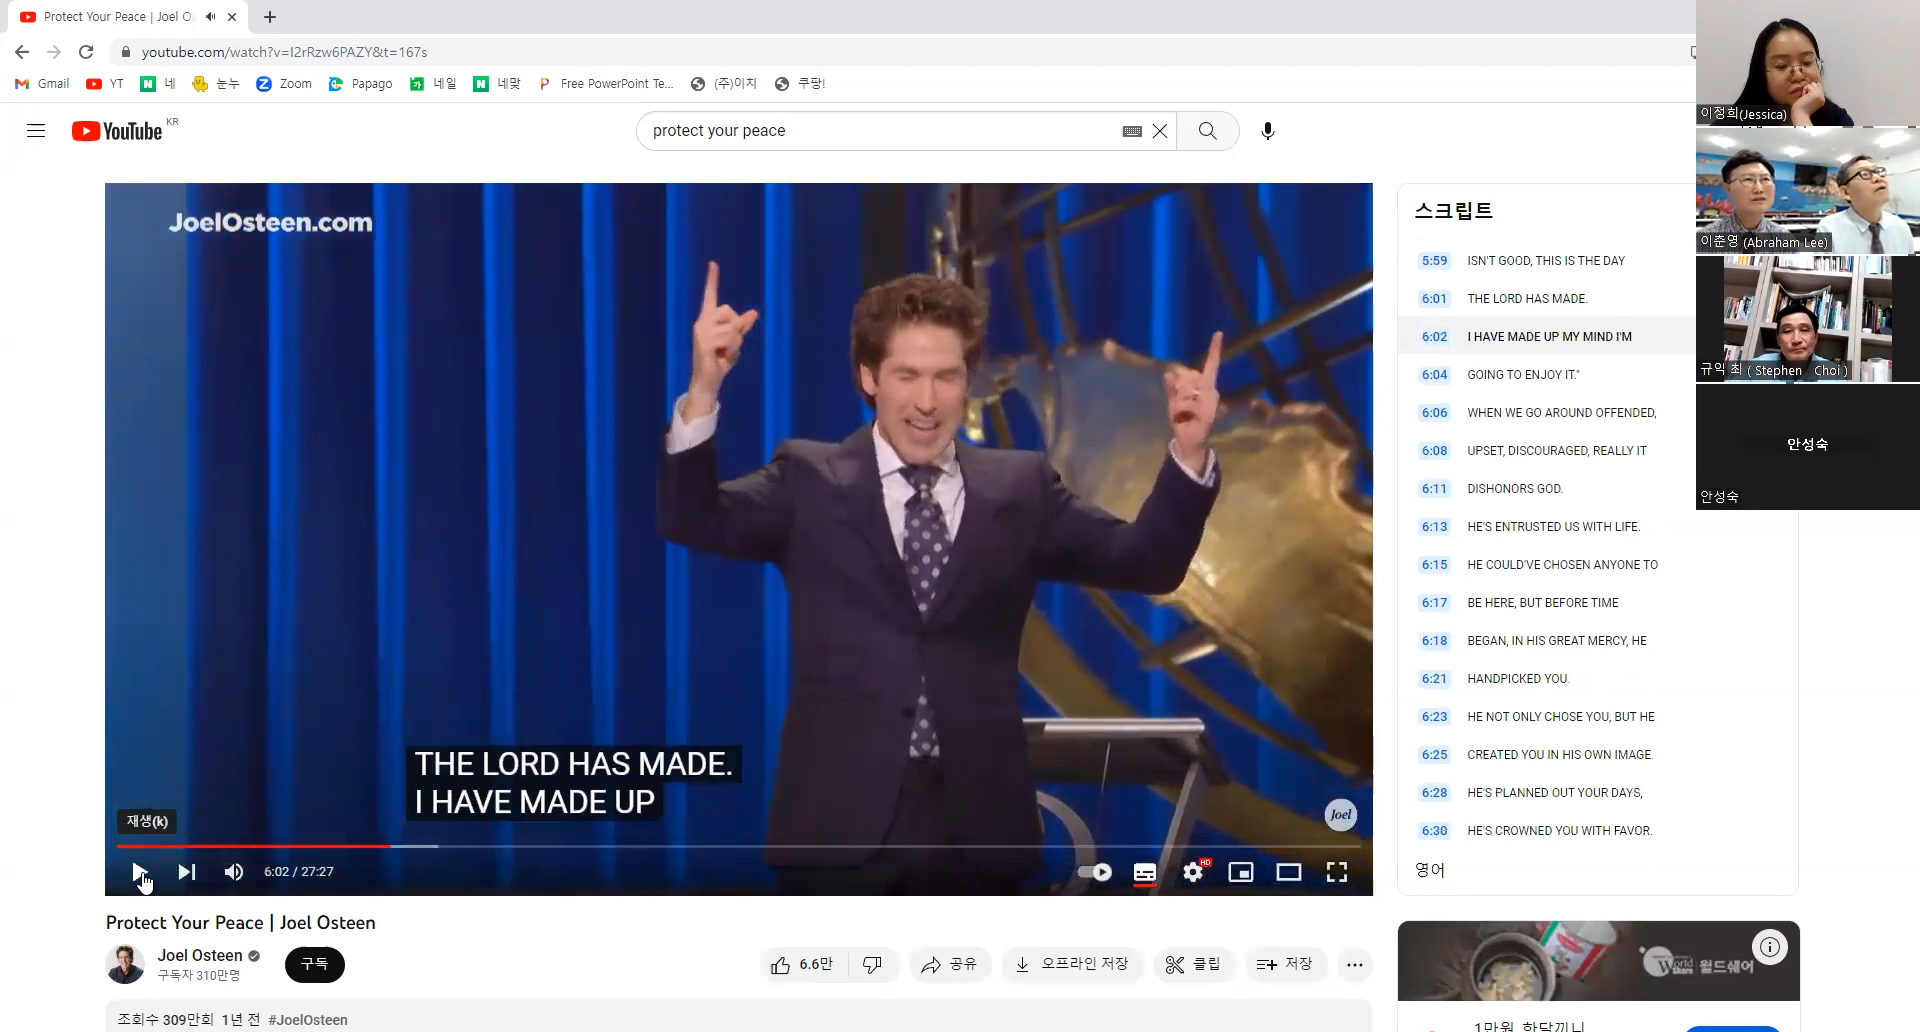 Protect Your Peace | Joel O
youtube.com/watch?v=I2rRzw6PAZY&t=167s
Gmail
YT
네
눈누
Zoom
Papago
네일
네맞
Free PowerPoint Te...
(주)이치
쿠팡!
YouTube KR
protect your peace
JoelOsteen.com
THE LORD HAS MADE.
I HAVE MADE UP
Joel
재생(k)
6:02 / 27:27
HD
스크립트
5:59 ISN'T GOOD, THIS IS THE DAY
6:01 THE LORD HAS MADE.
6:02 I HAVE MADE UP MY MIND I'M
6:04 GOING TO ENJOY IT."
6:06 WHEN WE GO AROUND OFFENDED,
6:08 UPSET, DISCOURAGED, REALLY IT
6:11 DISHONORS GOD.
6:13 HE'S ENTRUSTED US WITH LIFE.
6:15 HE COULD'VE CHOSEN ANYONE TO
6:17 BE HERE, BUT BEFORE TIME
6:18 BEGAN, IN HIS GREAT MERCY, HE
6:21 HANDPICKED YOU.
6:23 HE NOT ONLY CHOSE YOU, BUT HE
6:25 CREATED YOU IN HIS OWN IMAGE.
6:28 HE'S PLANNED OUT YOUR DAYS,
6:30 HE'S CROWNED YOU WITH FAVOR.
영어
이정희(Jessica)
이춘영 (Abraham Lee)
규익 최 ( Stephen Choi )
안성숙
안성숙
Protect Your Peace | Joel Osteen
Joel Osteen
구독자 310만명
구독
6.6만
공유
오프라인 저장
클립
저장
조회수 309만회 1년 전 #JoelOsteen
World Share 월드쉐어
1만원, 한달끼니